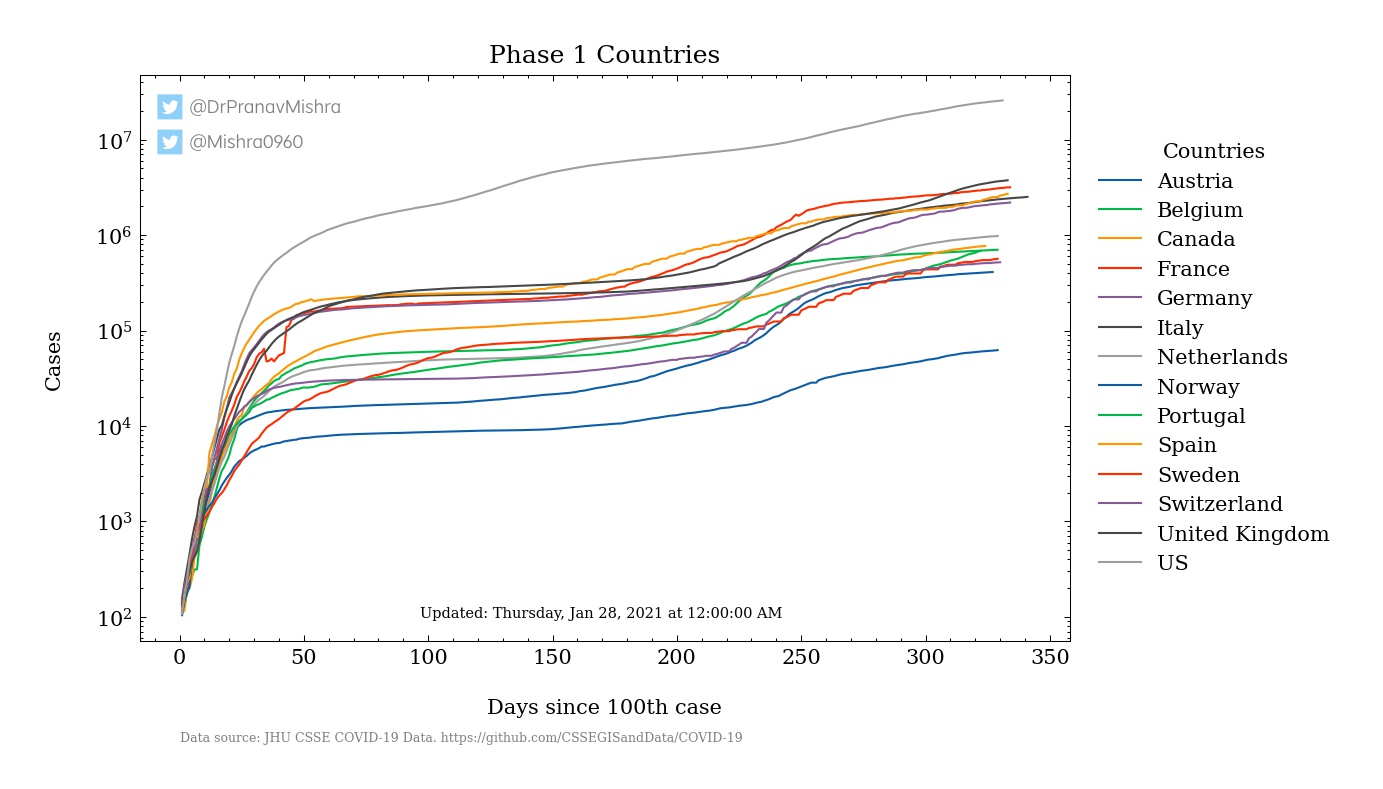 Phase 1 Countries
@DrPranavMishra
@Mishra0960
10^7
10^6
10^5
10^4
10^3
10^2
Cases
Updated: Thursday, Jan 28, 2021 at 12:00:00 AM
0 50 100 150 200 250 300 350
Days since 100th case
Data source: JHU CSSE COVID-19 Data. https://github.com/CSSEGISandData/COVID-19
Countries
Austria
Belgium
Canada
France
Germany
Italy
Netherlands
Norway
Portugal
Spain
Sweden
Switzerland
United Kingdom
US